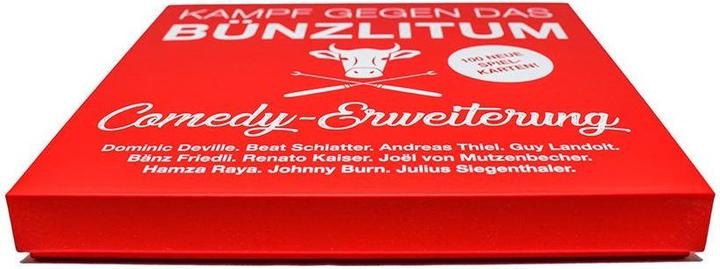 KAMPF GEGEN DAS
BÜNZLITUM
100 NEUE
SPIEL-
KARTEN!
Comedy-Erweiterung
Dominic Deville. Beat Schlatter. Andreas Thiel. Guy Landolt.
Bänz Friedli. Renato Kaiser. Joël von Mutzenbecher.
Hamza Raya. Johnny Burn. Julius Siegenthaler.